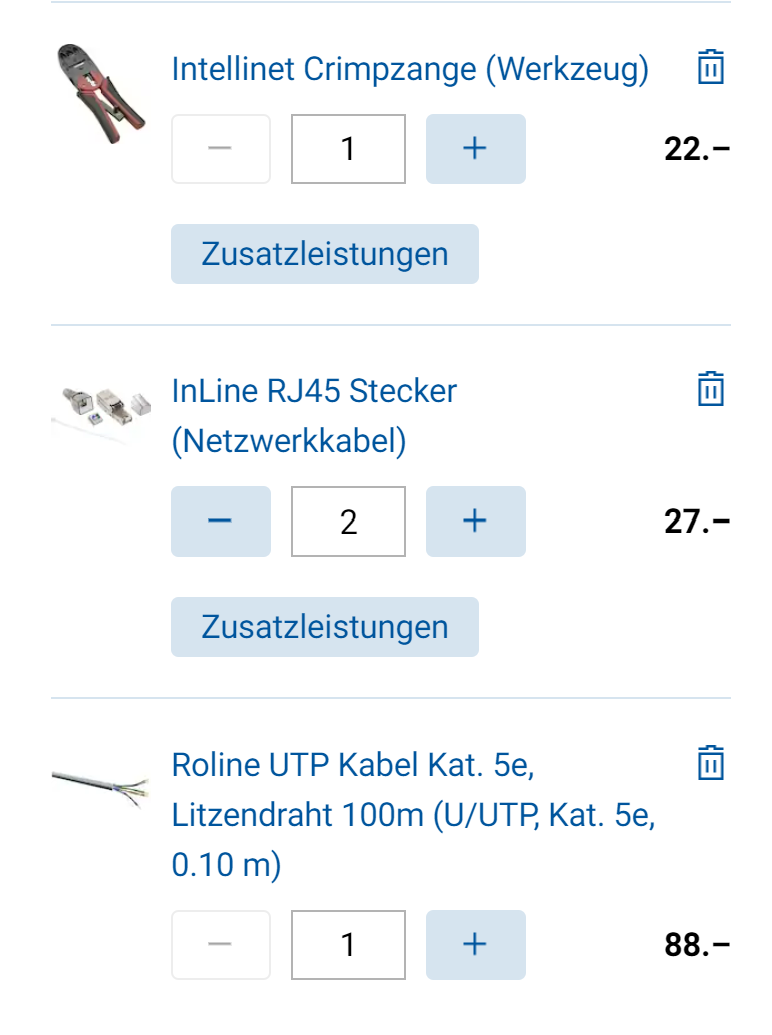 Intellinet Crimpzange (Werkzeug)
− 1 + 22.–
Zusatzleistungen
InLine RJ45 Stecker
(Netzwerkkabel)
− 2 + 27.–
Zusatzleistungen
Roline UTP Kabel Kat. 5e,
Litzendraht 100m (U/UTP, Kat. 5e,
0.10 m)
− 1 + 88.–